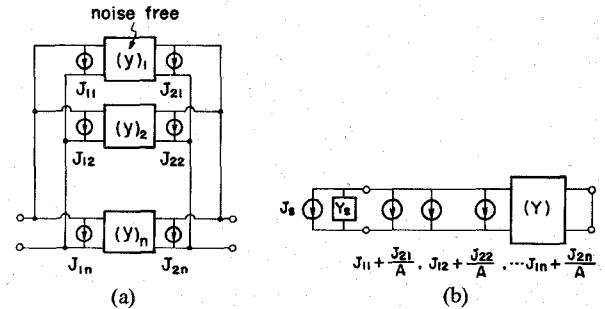 noise free
(y)₁
J₁₁ J₂₁
(y)₂
J₁₂ J₂₂
(y)ₙ
J₁ₙ J₂ₙ
(a)
Jₛ Yₛ (Y)
J₁₁ + J₂₁/A , J₁₂ + J₂₂/A , ···J₁ₙ + J₂ₙ/A
(b)